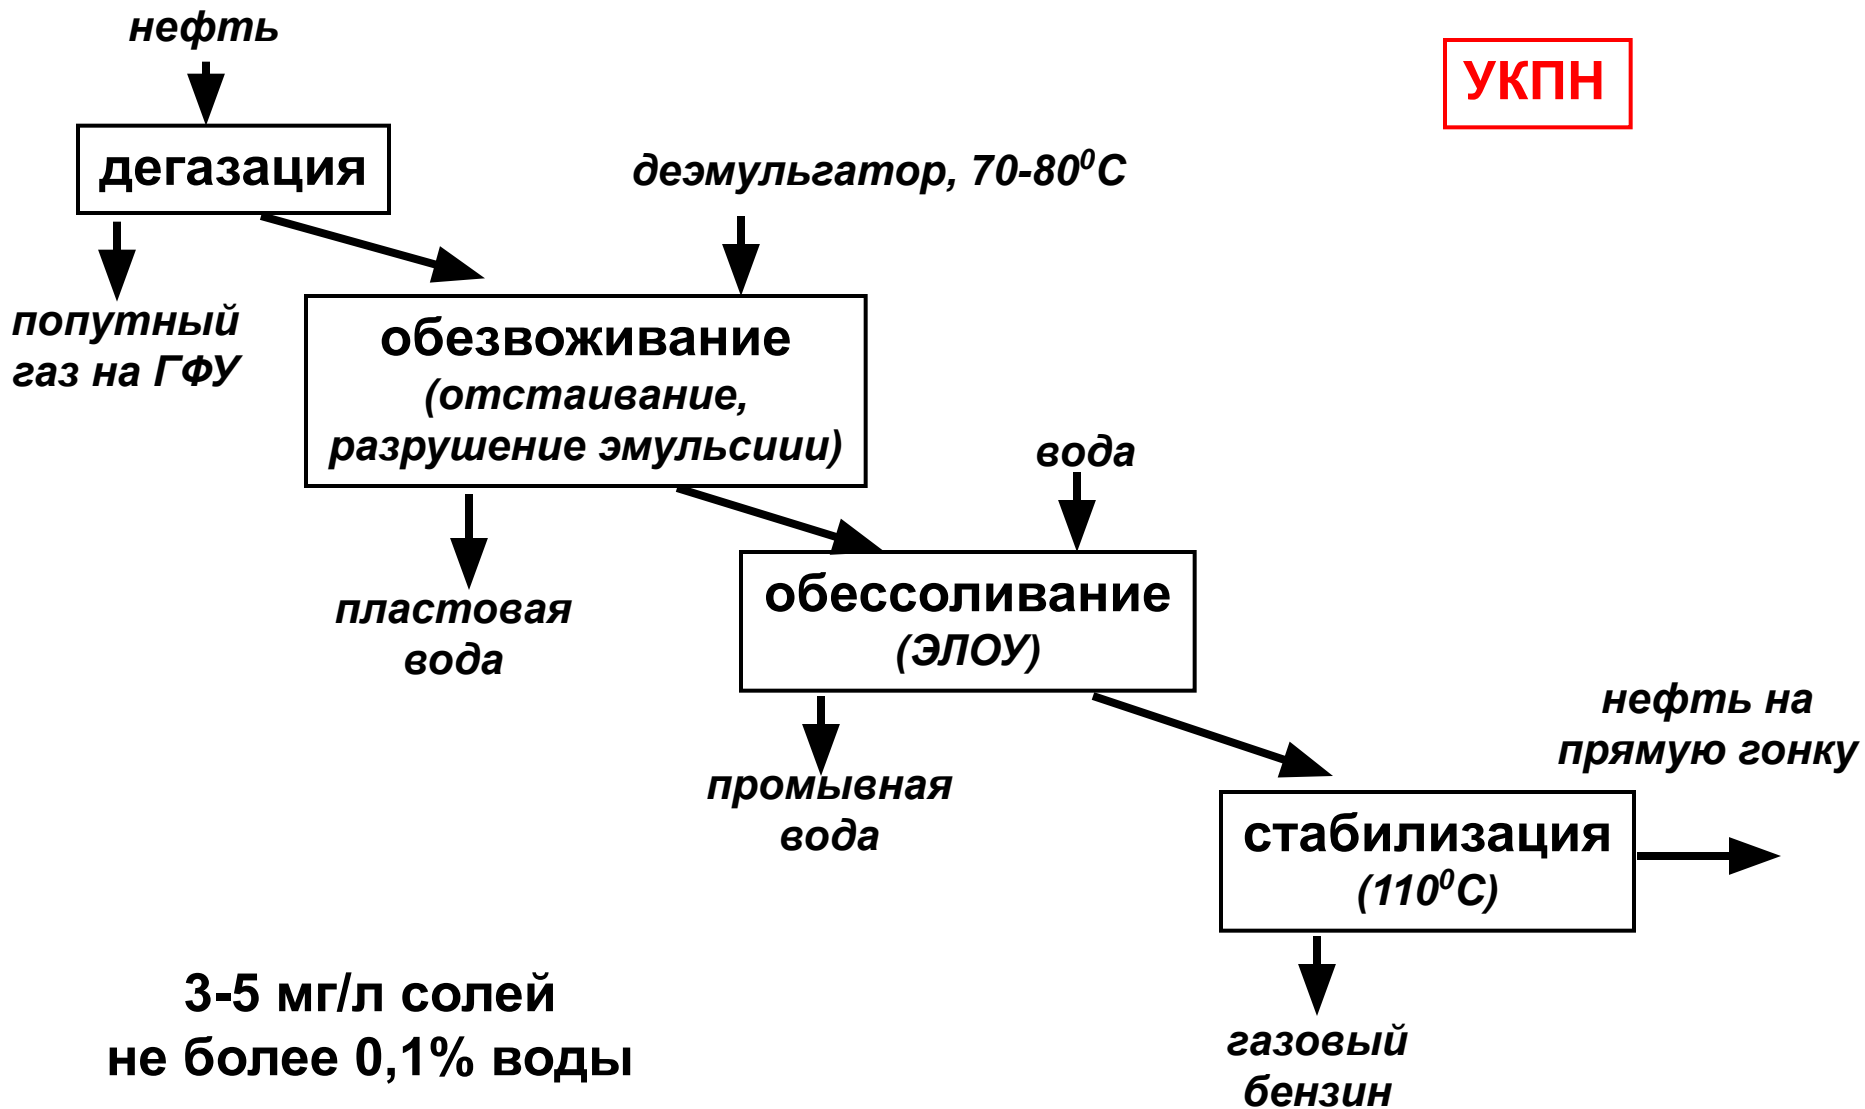 нефть
УКПН
дегазация
деэмульгатор, 70-80⁰С
попутный
газ на ГФУ
обезвоживание
(отстаивание,
разрушение эмульсиии)
вода
пластовая
вода
обессоливание
(ЭЛОУ)
нефть на
прямую гонку
промывная
вода
стабилизация
(110⁰С)
3-5 мг/л солей
не более 0,1% воды
газовый
бензин